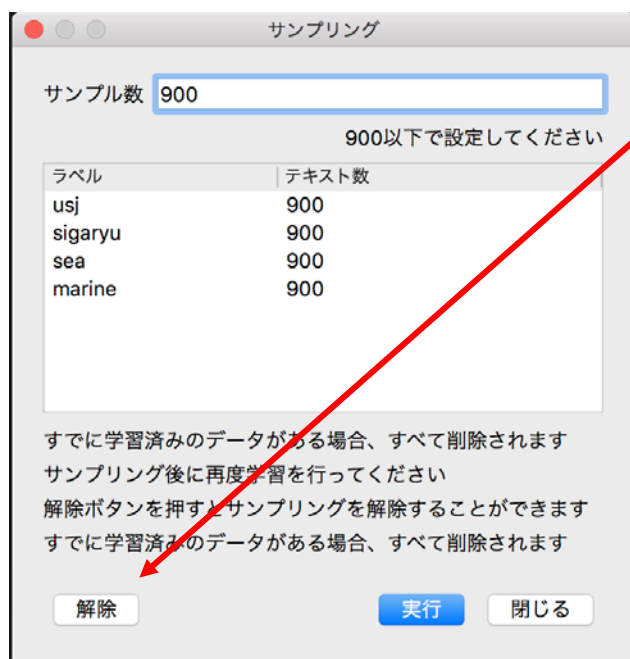 サンプリング
サンプル数 900
900以下で設定してください
ラベル テキスト数
usj 900
sigaryu 900
sea 900
marine 900
すでに学習済みのデータがある場合、すべて削除されます
サンプリング後に再度学習を行ってください
解除ボタンを押すとサンプリングを解除することができます
すでに学習済みのデータがある場合、すべて削除されます
解除 実行 閉じる